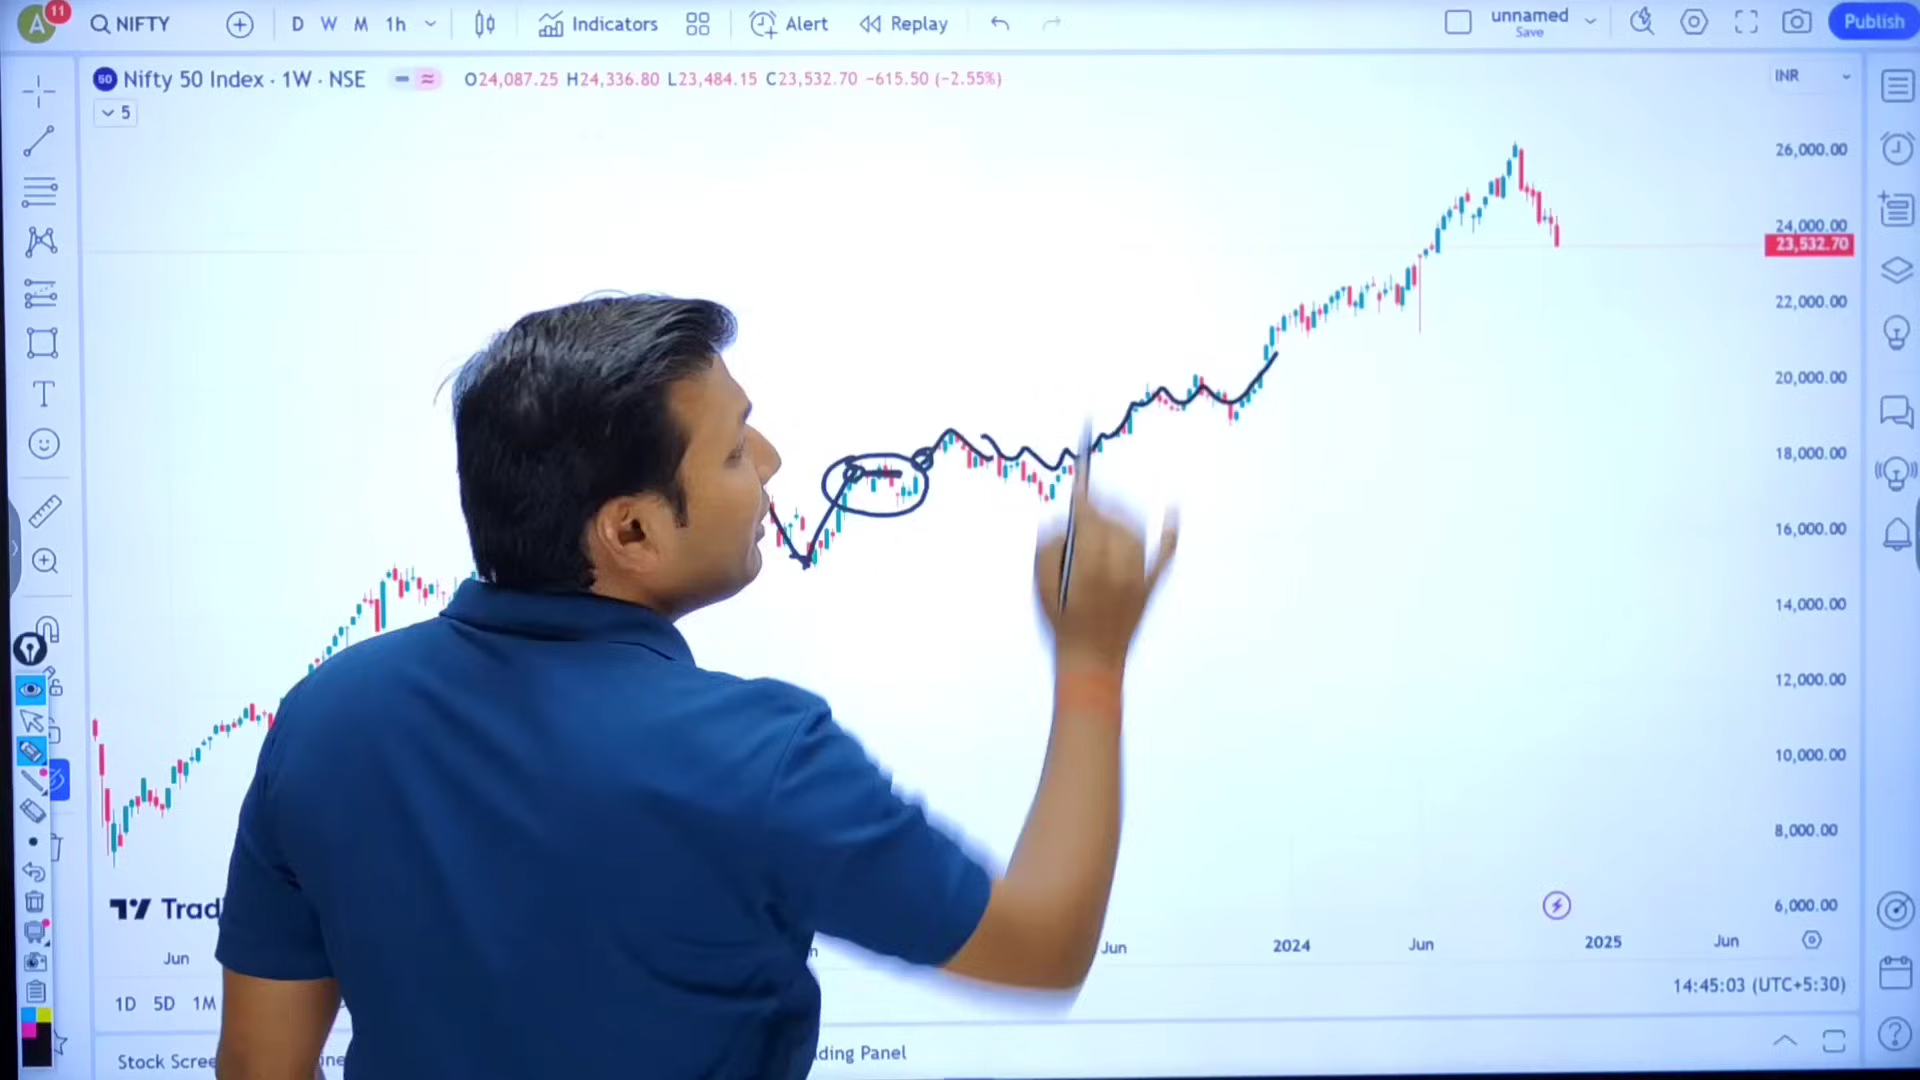 A 11 NIFTY D W M 1h Indicators Alert Replay unnamed Save Publish
50 Nifty 50 Index · 1W · NSE O24,087.25 H24,336.80 L23,484.15 C23,532.70 −615.50 (−2.55%) INR
5
26,000.00
24,000.00
23,532.70
22,000.00
20,000.00
18,000.00
16,000.00
14,000.00
12,000.00
10,000.00
8,000.00
6,000.00
Jun Jun 2024 Jun 2025 Jun
1D 5D 1M 14:45:03 (UTC+5:30)
Stock